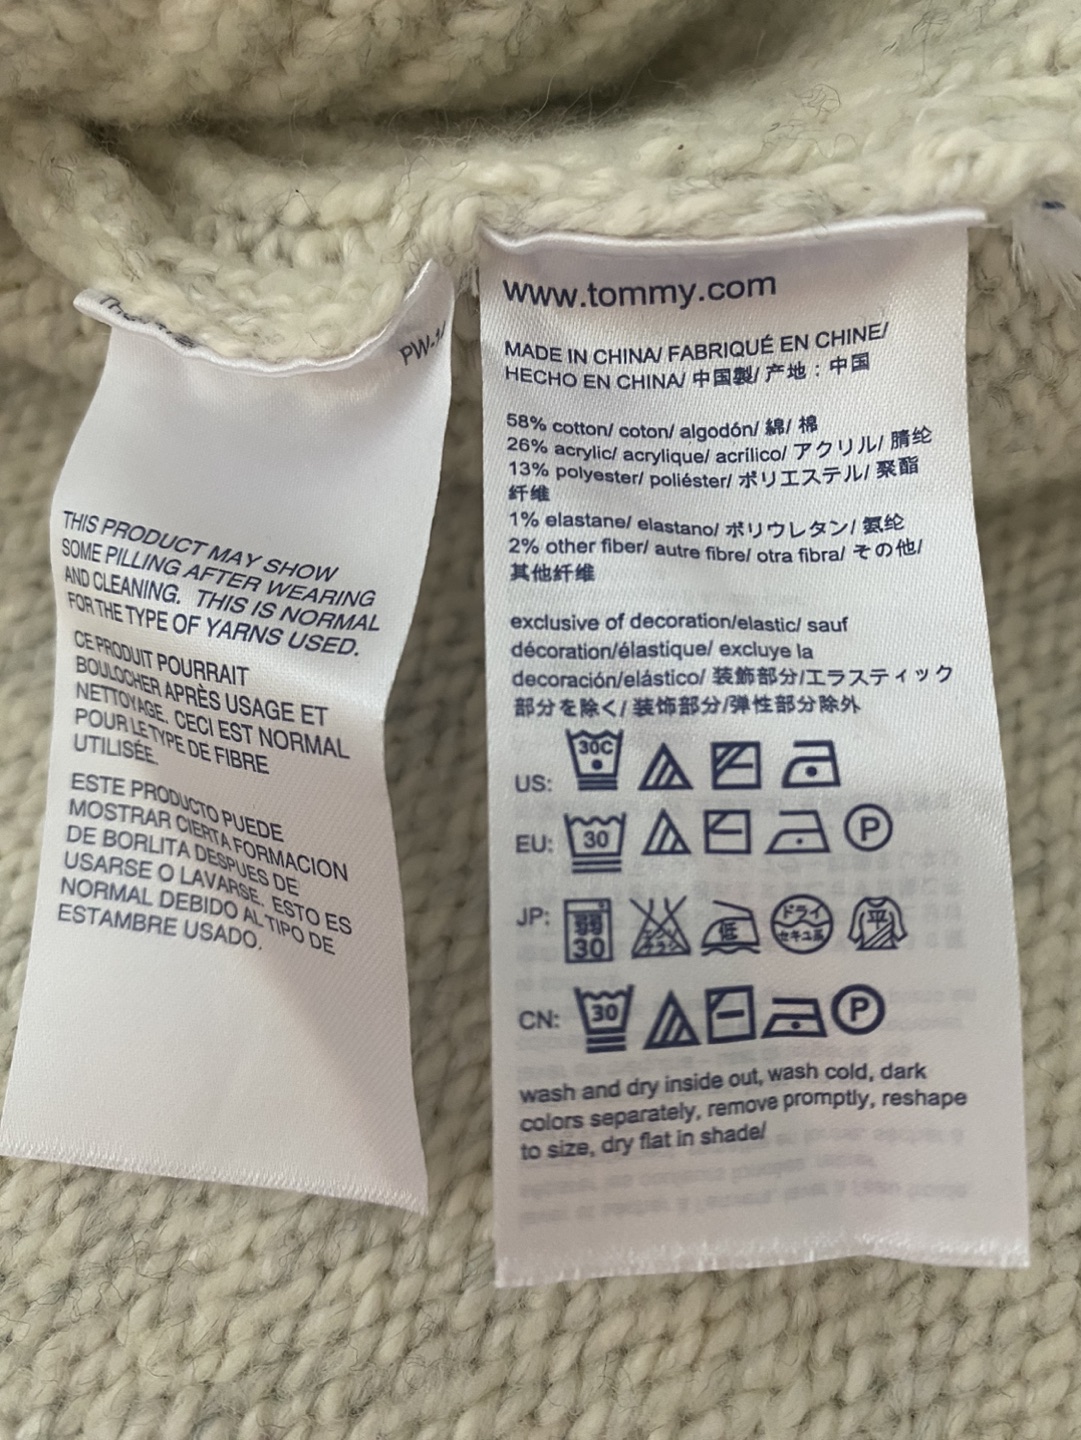 PW-
THIS PRODUCT MAY SHOW
SOME PILLING AFTER WEARING
AND CLEANING. THIS IS NORMAL
FOR THE TYPE OF YARNS USED.
CE PRODUIT POURRAIT
BOULOCHER APRÈS USAGE ET
NETTOYAGE. CECI EST NORMAL
POUR LE TYPE DE FIBRE
UTILISÉE.
ESTE PRODUCTO PUEDE
MOSTRAR CIERTA FORMACION
DE BORLITA DESPUES DE
USARSE O LAVARSE. ESTO ES
NORMAL DEBIDO AL TIPO DE
ESTAMBRE USADO.
www.tommy.com
MADE IN CHINA/ FABRIQUÉ EN CHINE/
HECHO EN CHINA/ 中国製/ 产地：中国
58% cotton/ coton/ algodón/ 綿/ 棉
26% acrylic/ acrylique/ acrílico/ アクリル/ 腈纶
13% polyester/ poliéster/ ポリエステル/ 聚酯
纤维
1% elastane/ elastano/ ポリウレタン/ 氨纶
2% other fiber/ autre fibre/ otra fibra/ その他/
其他纤维
exclusive of decoration/elastic/ sauf
décoration/élastique/ excluye la
decoración/elástico/ 装飾部分/エラスティック
部分を除く/ 装饰部分/弹性部分除外
US: 30C
EU: 30 P
JP: 弱 30 エンソ サラシ 低 ドライ セキユ系 平
CN: 30 P
wash and dry inside out, wash cold, dark
colors separately, remove promptly, reshape
to size, dry flat in shade/